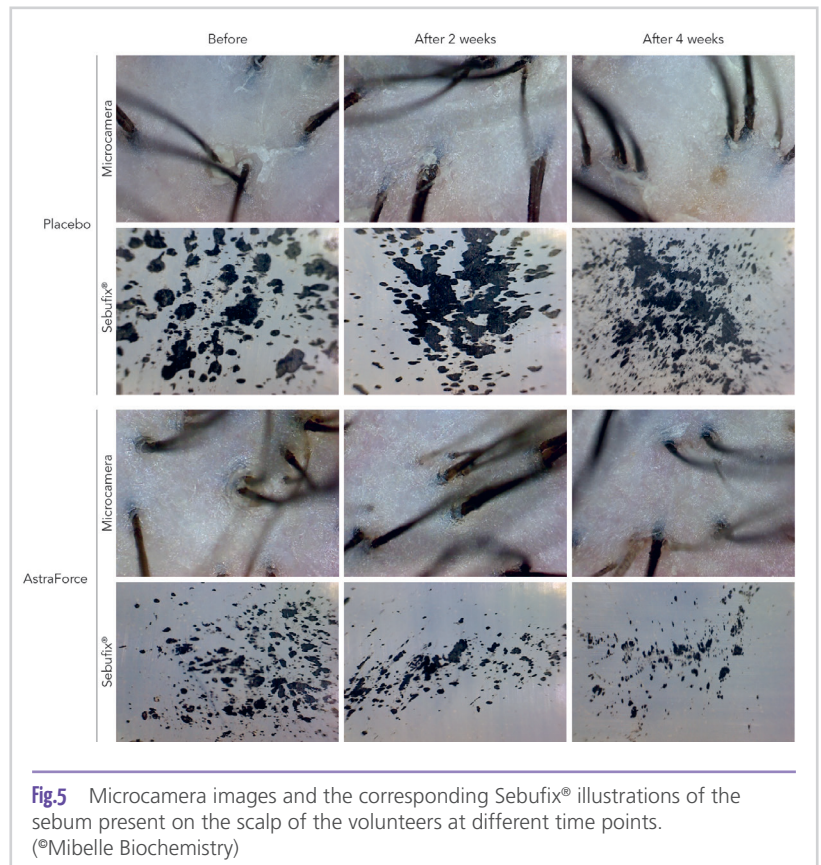 Before After 2 weeks After 4 weeks
Placebo
Microcamera
Sebufix®
AstraForce
Microcamera
Sebufix®
Fig.5 Microcamera images and the corresponding Sebufix® illustrations of the
sebum present on the scalp of the volunteers at different time points.
(©Mibelle Biochemistry)